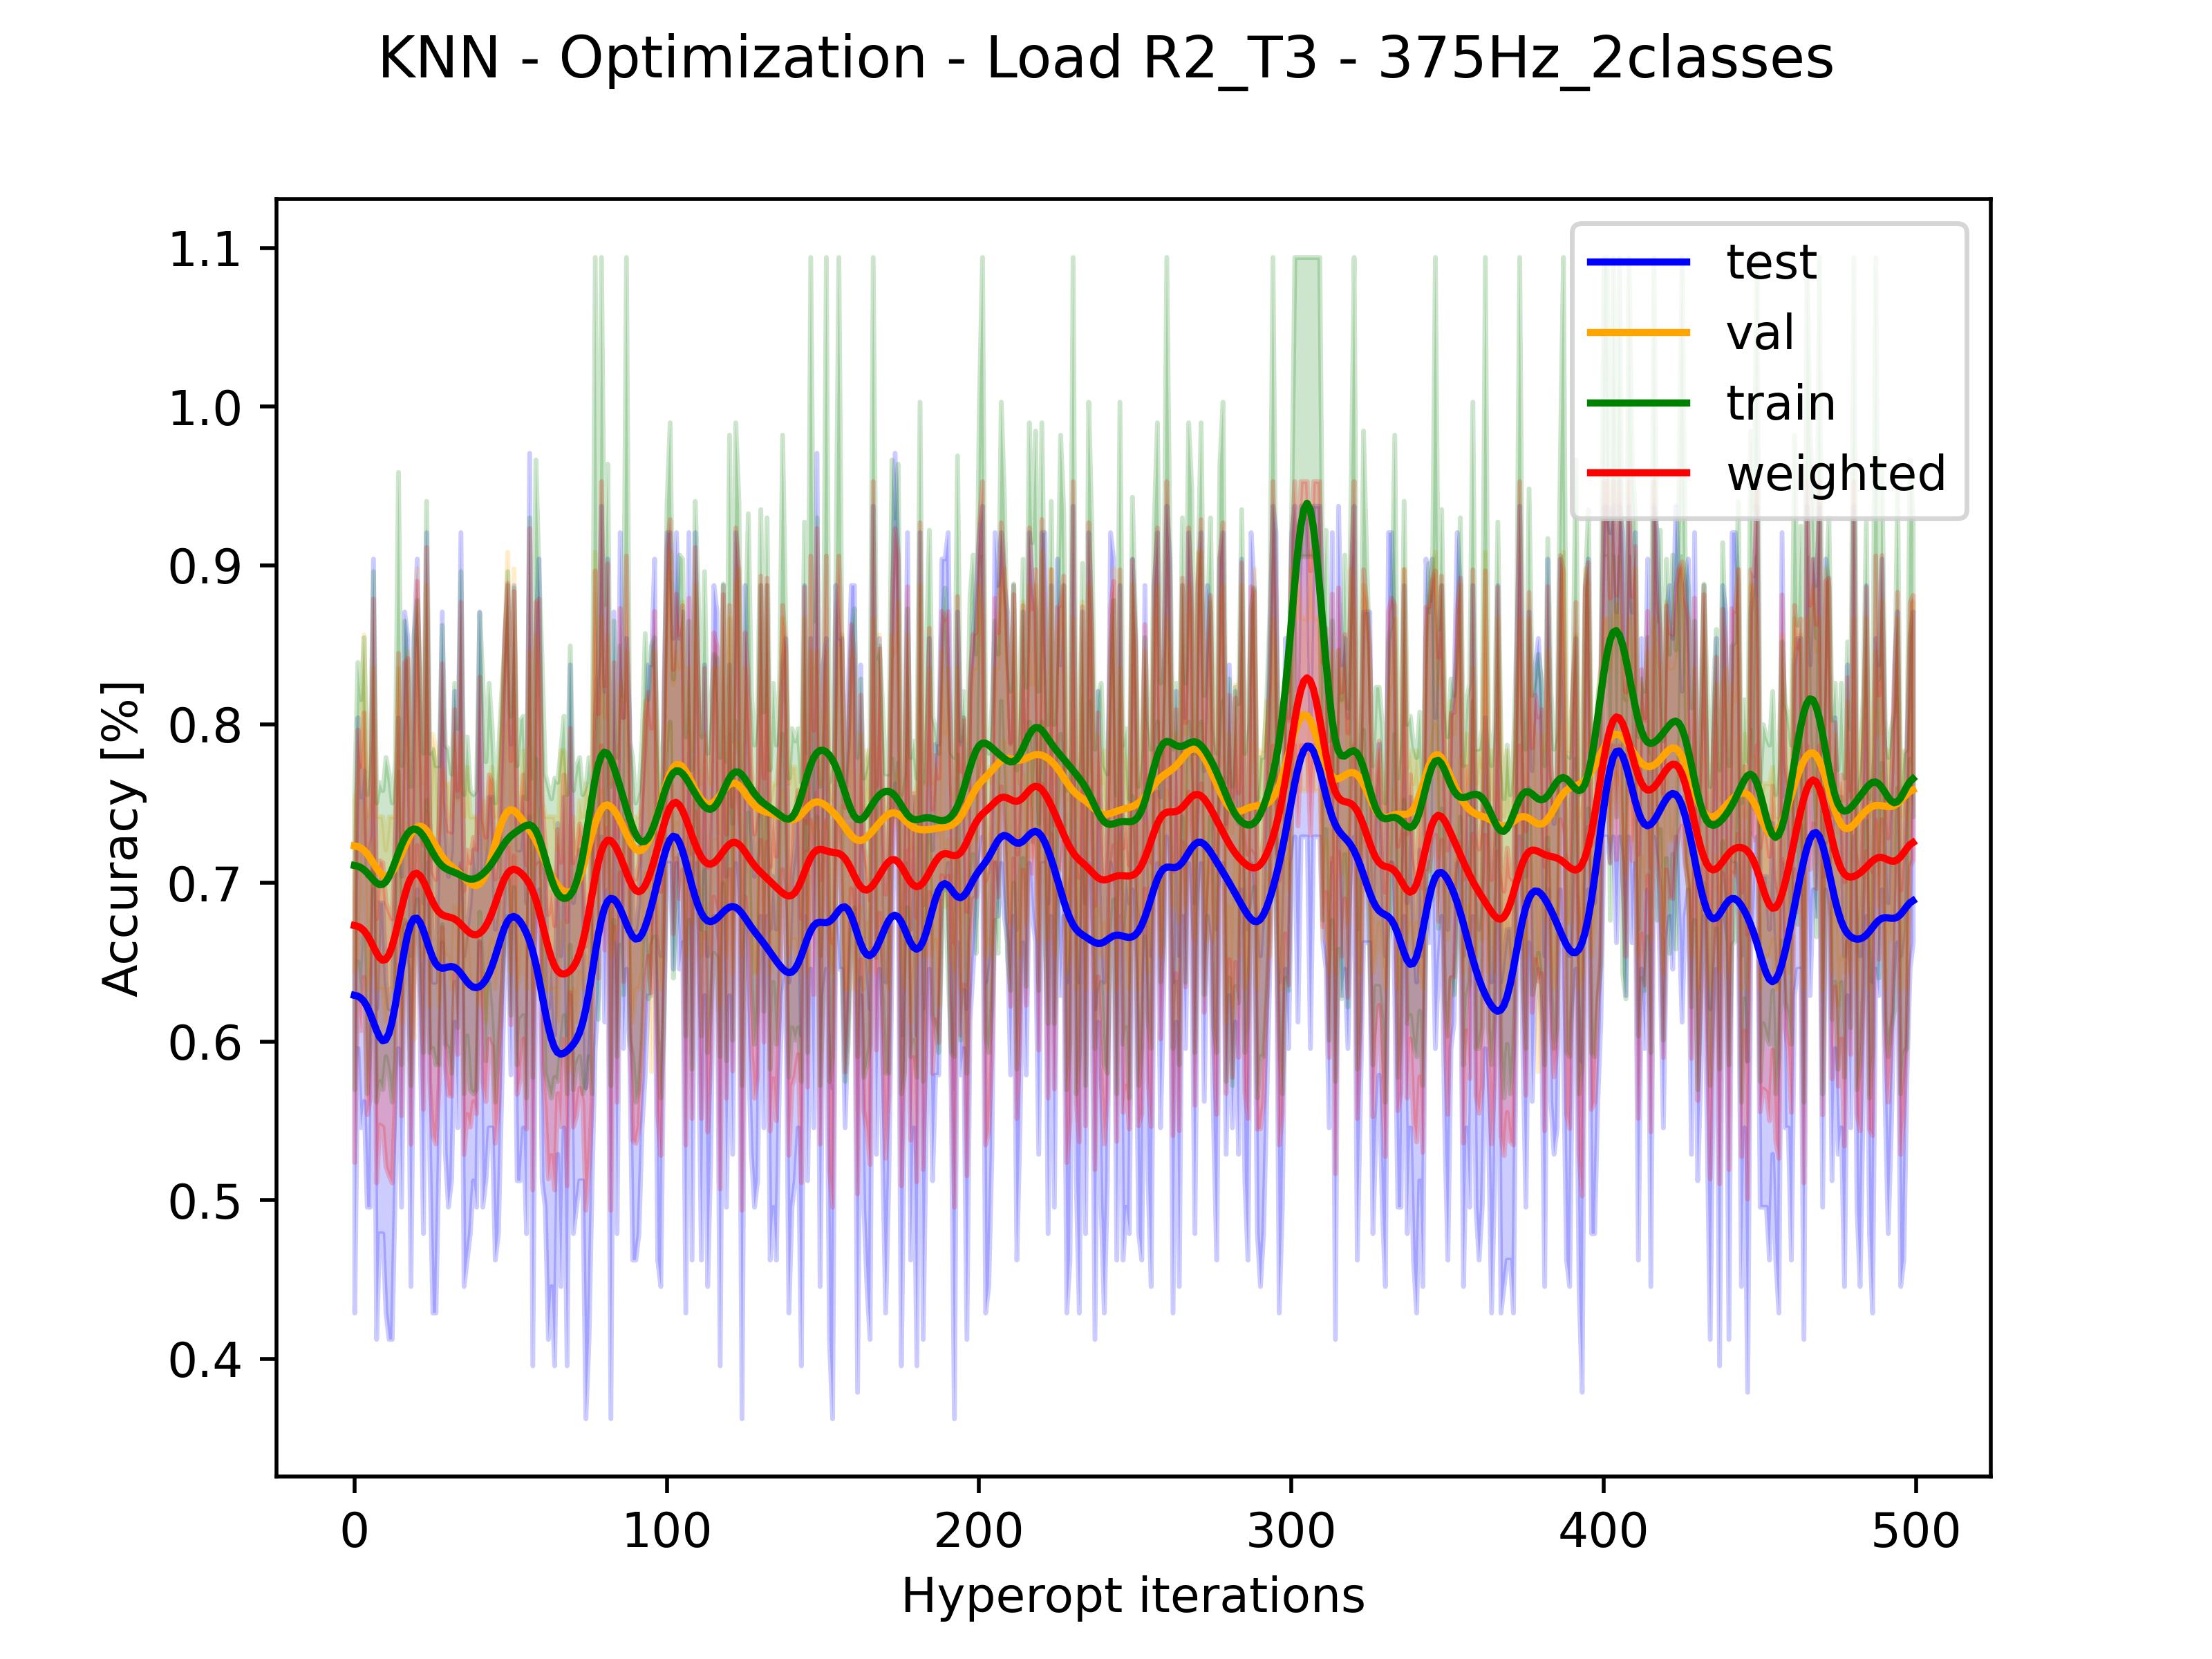 KNN - Optimization - Load R2_T3 - 375Hz_2classes
test
val
train
weighted
Accuracy [%]
1.1
1.0
0.9
0.8
0.7
0.6
0.5
0.4
0 100 200 300 400 500
Hyperopt iterations